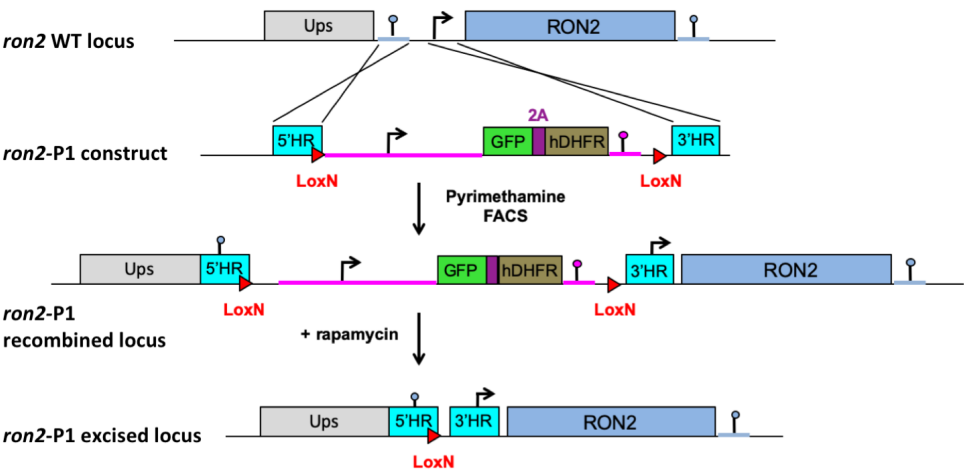 ron2 WT locus
Ups
RON2
2A
5'HR
GFP
hDHFR
3'HR
ron2-P1 construct
LoxN
LoxN
Pyrimethamine
FACS
Ups
5'HR
GFP
hDHFR
3'HR
RON2
LoxN
LoxN
ron2-P1
recombined locus
+ rapamycin
Ups
5'HR
3'HR
RON2
ron2-P1 excised locus
LoxN